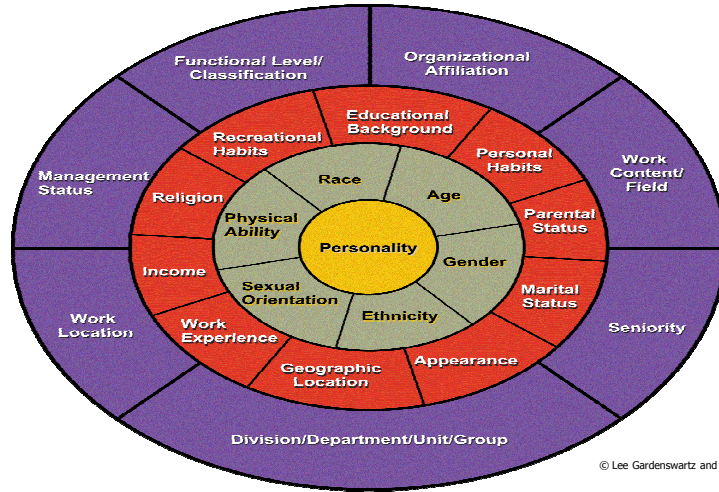 Functional Level/
Classification
Organizational
Affiliation
Management
Status
Work
Content/
Field
Recreational
Habits
Educational
Background
Personal
Habits
Religion
Parental
Status
Race
Age
Physical
Ability
Personality
Gender
Income
Marital
Status
Sexual
Orientation
Ethnicity
Work
Experience
Geographic
Location
Appearance
Work
Location
Seniority
Division/Department/Unit/Group
© Lee Gardenswartz and